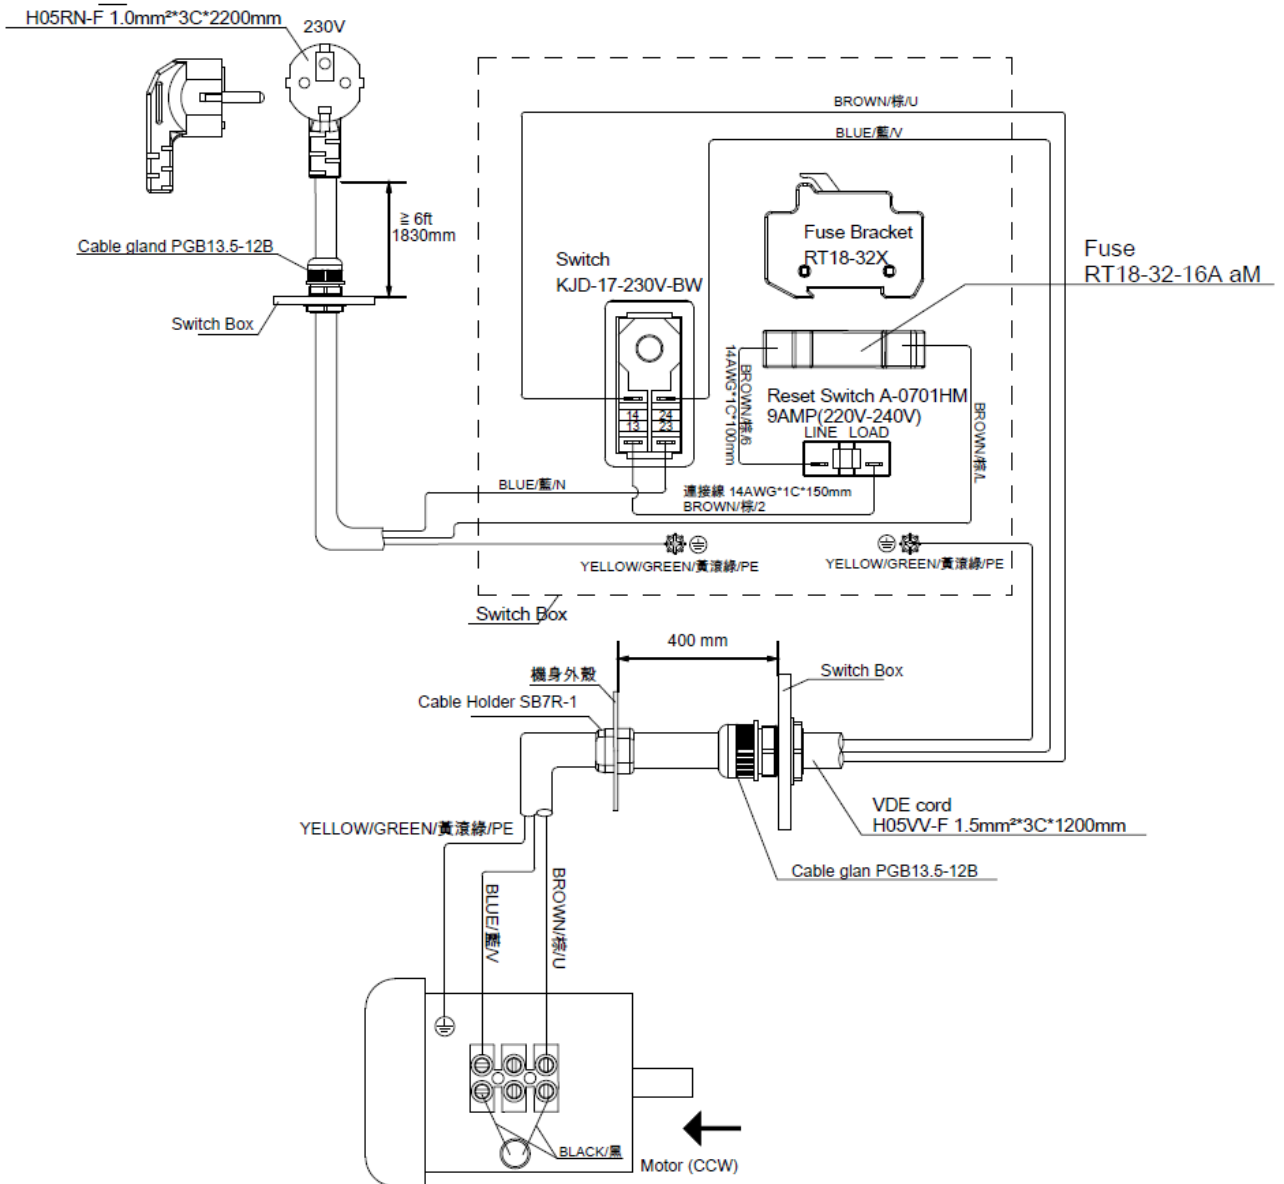 H05RN-F 1.0mm²*3C*2200mm
230V
BROWN/棕/U
BLUE/藍/V
≧ 6ft
1830mm
Cable gland PGB13.5-12B
Switch Box
Switch
KJD-17-230V-BW
Fuse Bracket
RT18-32X
Fuse
RT18-32-16A aM
14 24
13 23
BROWN/棕/6
14AWG*1C*100mm
Reset Switch A-0701HM
9AMP(220V-240V)
LINE LOAD
BROWN/棕/L
BLUE/藍/N
連接線 14AWG*1C*150mm
BROWN/棕/2
YELLOW/GREEN/黃滾綠/PE
YELLOW/GREEN/黃滾綠/PE
Switch Box
400 mm
機身外殼
Switch Box
Cable Holder SB7R-1
VDE cord
H05VV-F 1.5mm²*3C*1200mm
YELLOW/GREEN/黃滾綠/PE
Cable glan PGB13.5-12B
BLUE/藍/V
BROWN/棕/U
BLACK/黑
Motor (CCW)